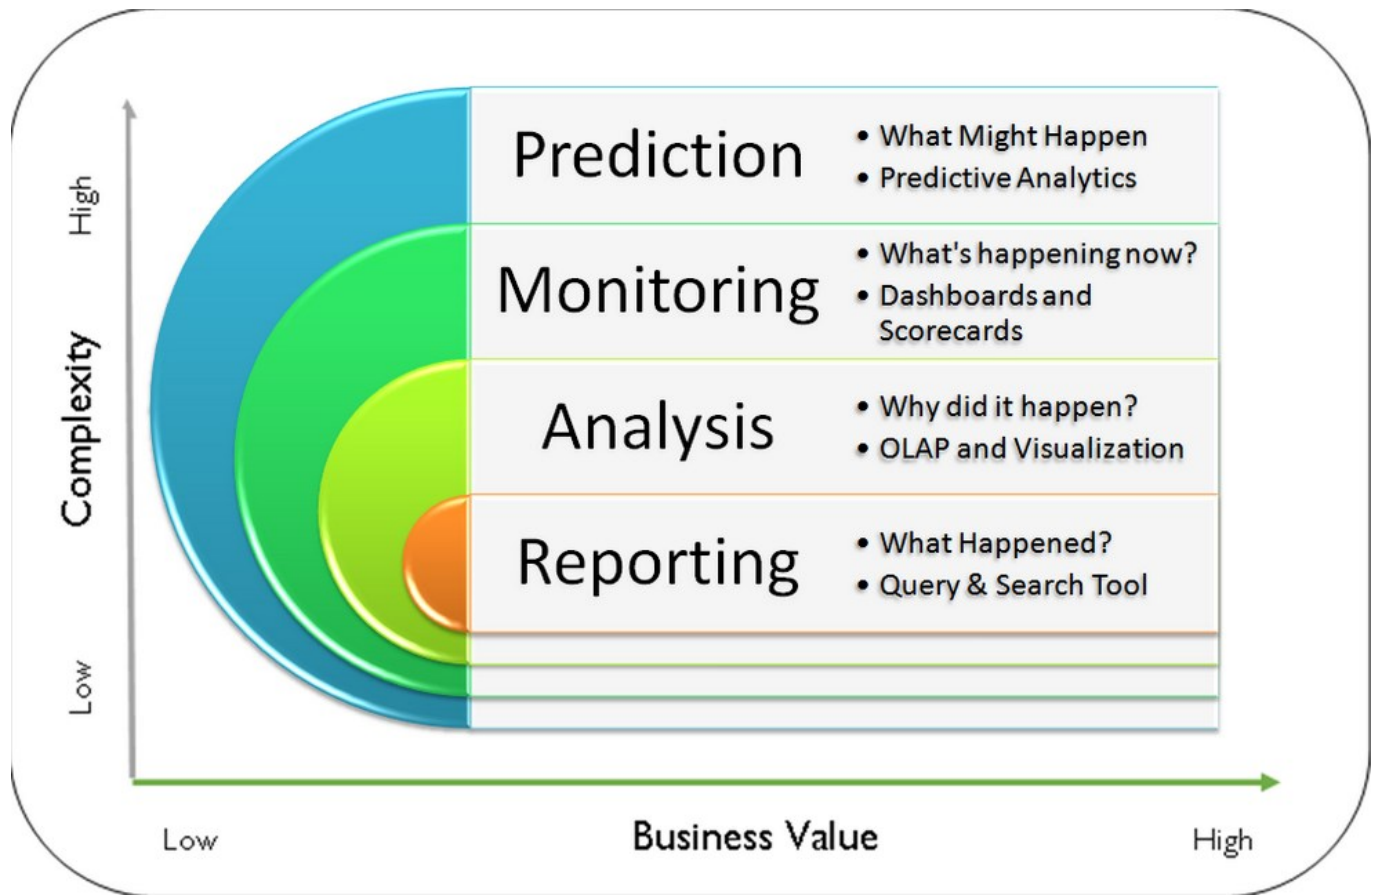 Prediction
• What Might Happen
• Predictive Analytics
Monitoring
• What's happening now?
• Dashboards and
Scorecards
Analysis
• Why did it happen?
• OLAP and Visualization
Reporting
• What Happened?
• Query & Search Tool
High
Complexity
Low
Low
Business Value
High